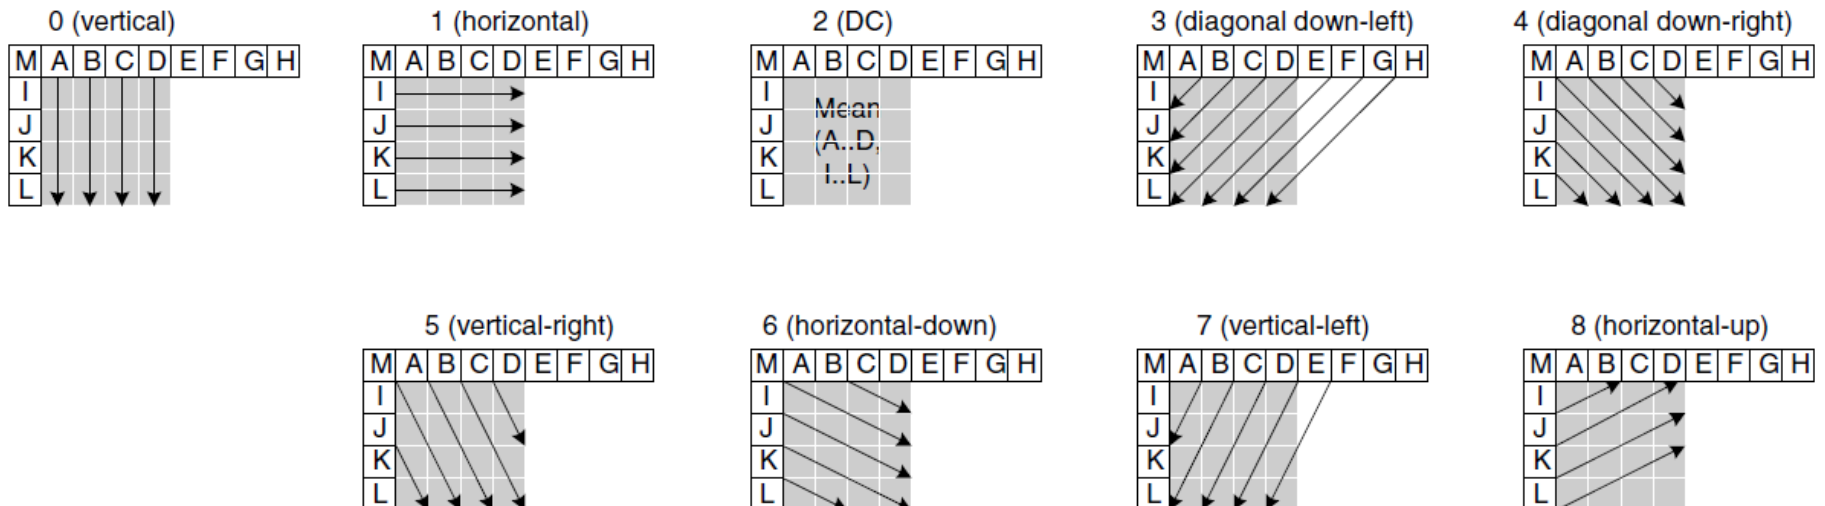 0 (vertical) 1 (horizontal) 2 (DC) 3 (diagonal down-left) 4 (diagonal down-right)
M A B C D E F G H M A B C D E F G H M A B C D E F G H M A B C D E F G H M A B C D E F G H
I I I Mean I I
J J J (A..D, J J
K K K I..L) K K
L L L L L
5 (vertical-right) 6 (horizontal-down) 7 (vertical-left) 8 (horizontal-up)
M A B C D E F G H M A B C D E F G H M A B C D E F G H M A B C D E F G H
I I I I
J J J J
K K K K
L L L L